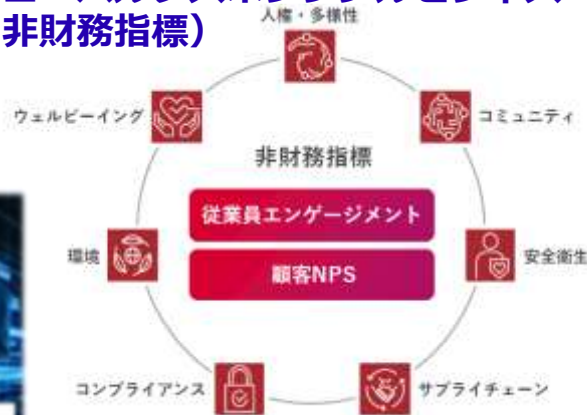 非財務指標）
人権・多様性
ウェルビーイング
コミュニティ
非財務指標
従業員エンゲージメント
顧客NPS
環境
安全衛生
コンプライアンス
サプライチェーン